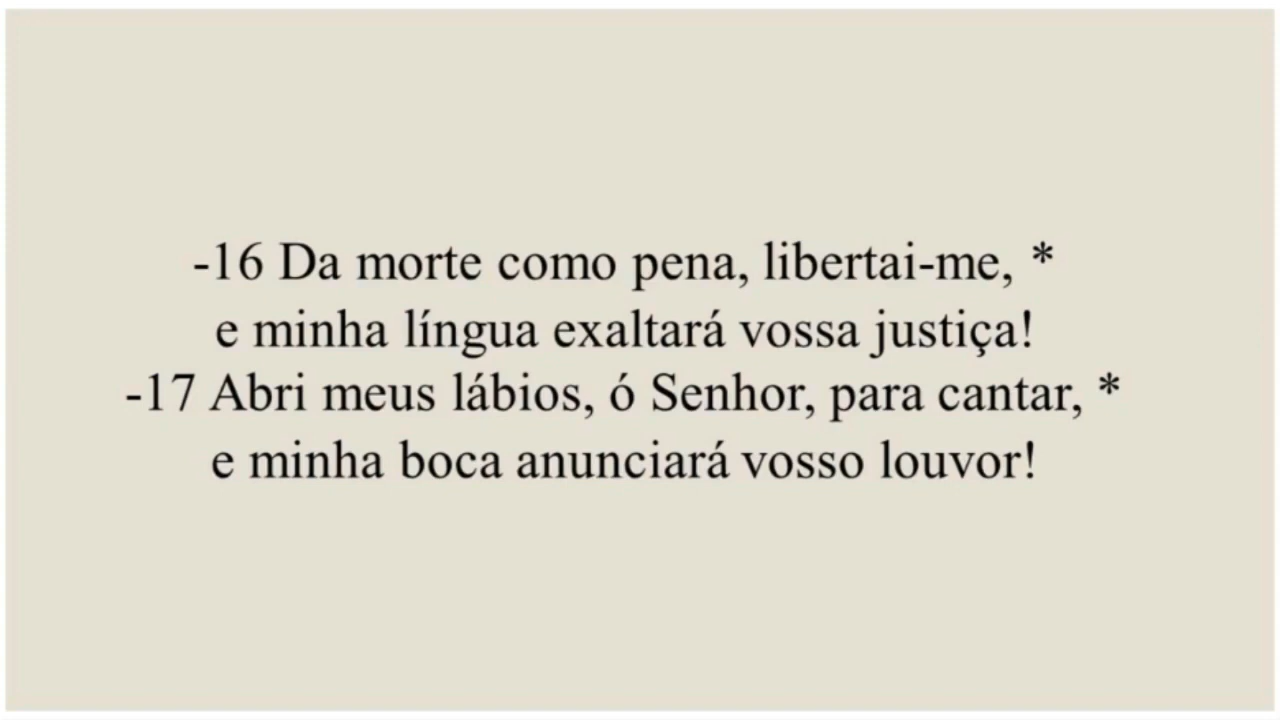 -16 Da morte como pena, libertai-me, *
e minha língua exaltará vossa justiça!
-17 Abri meus lábios, ó Senhor, para cantar, *
e minha boca anunciará vosso louvor!